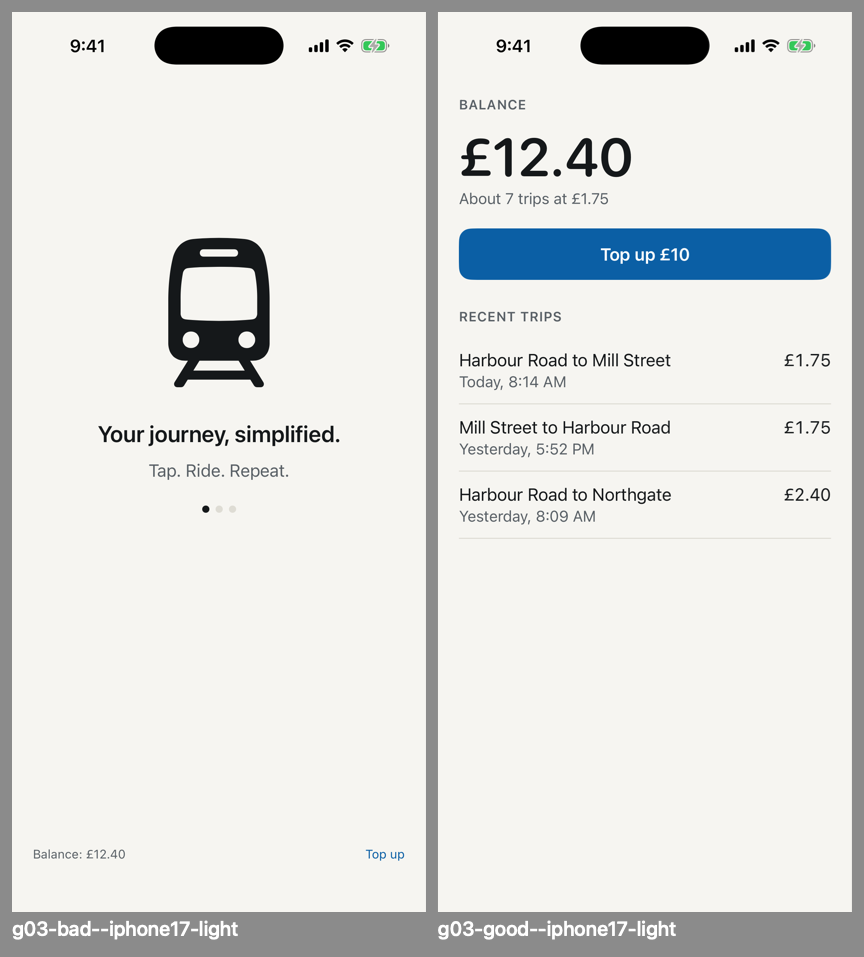 9:41
Your journey, simplified.
Tap. Ride. Repeat.
Balance: £12.40
Top up
g03-bad--iphone17-light
9:41
BALANCE
£12.40
About 7 trips at £1.75
Top up £10
RECENT TRIPS
Harbour Road to Mill Street £1.75
Today, 8:14 AM
Mill Street to Harbour Road £1.75
Yesterday, 5:52 PM
Harbour Road to Northgate £2.40
Yesterday, 8:09 AM
g03-good--iphone17-light